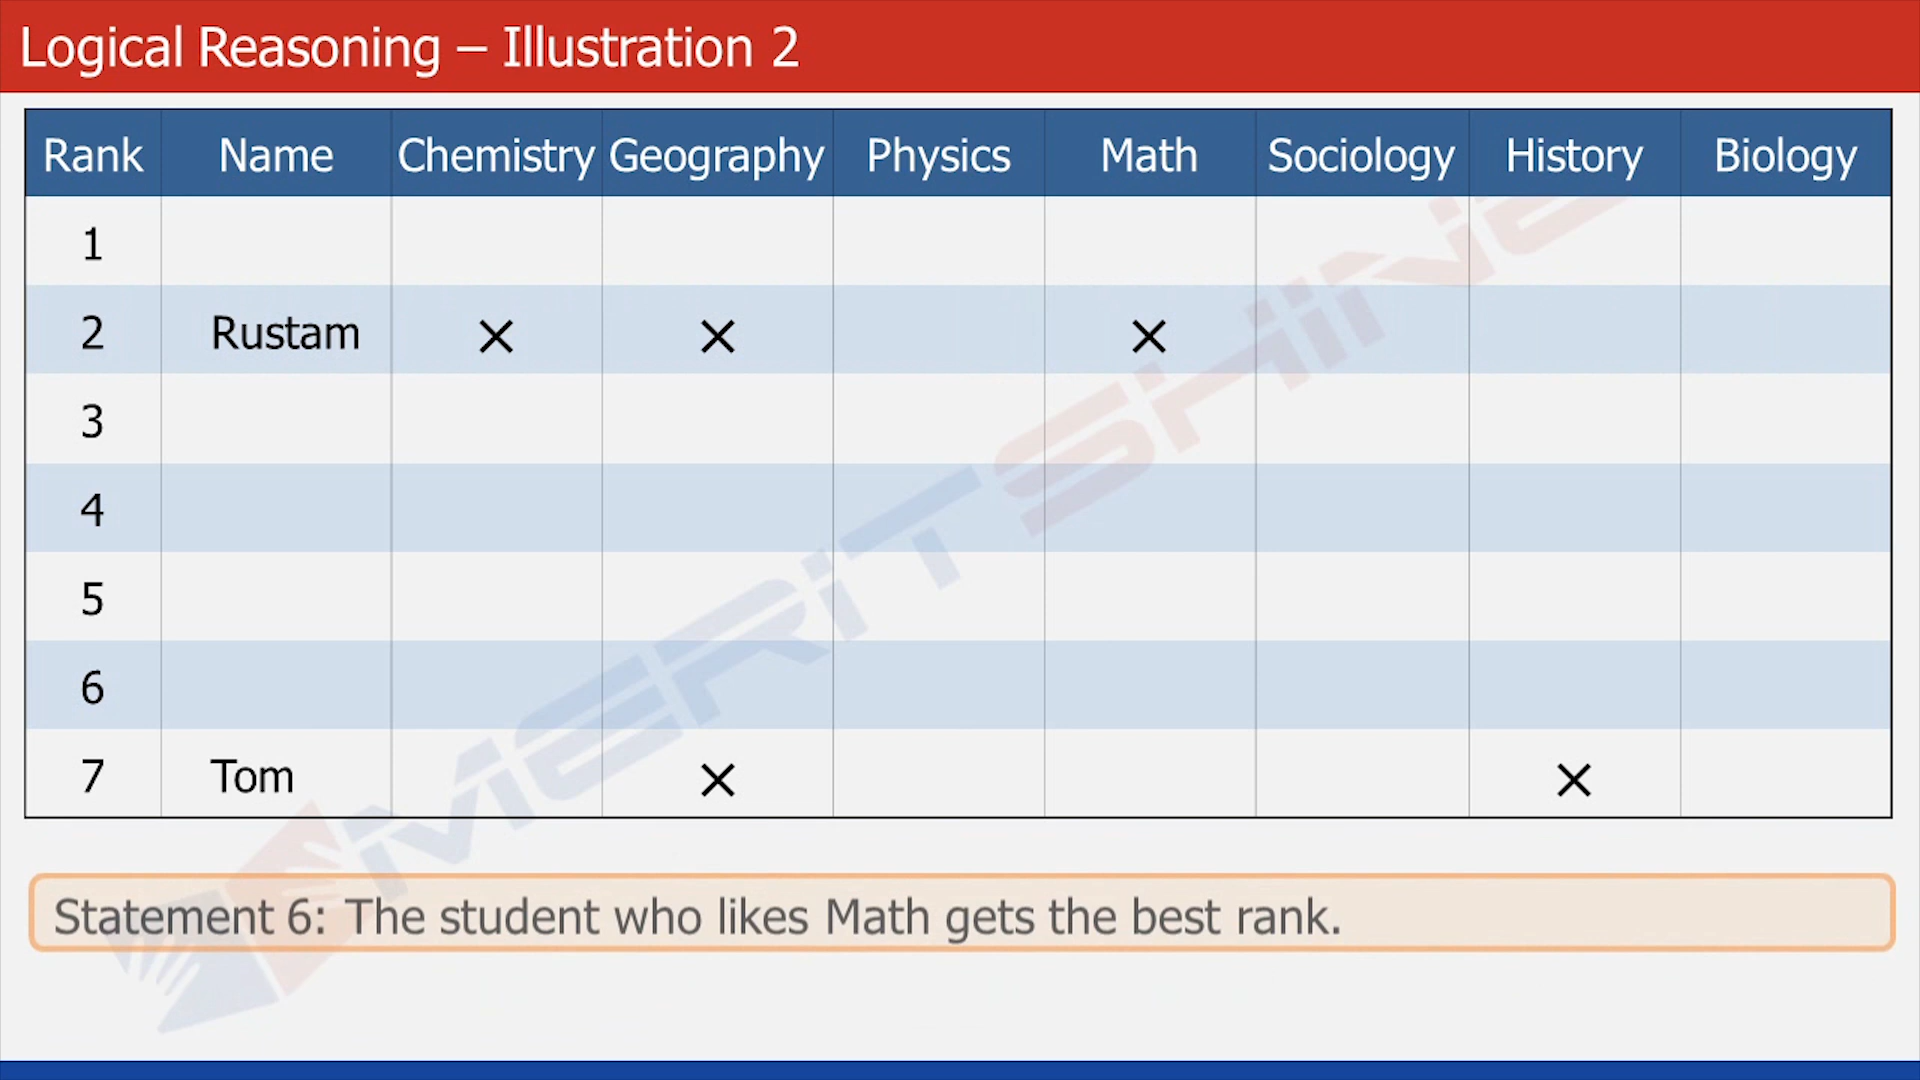 Logical Reasoning – Illustration 2
Rank Name Chemistry Geography Physics Math Sociology History Biology
1
2 Rustam × × ×
3
4
5
6
7 Tom × ×
Statement 6: The student who likes Math gets the best rank.
MERITSHINE